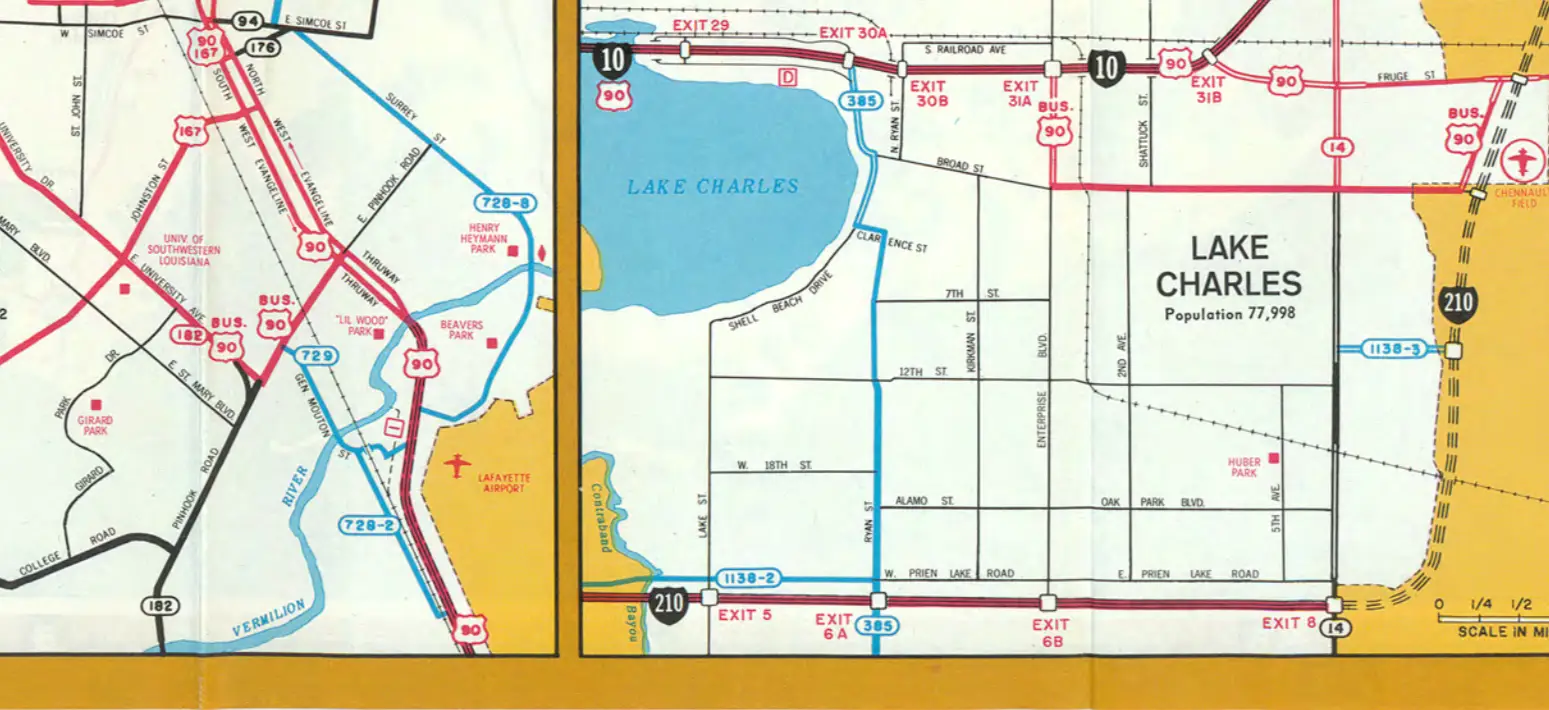 94
E SIMCOE ST
W SIMCOE ST
90
167
176
ST JOHN ST
SOUTH
NORTH
SURREY ST
UNIVERSITY DR
167
WEST
WEST
EVANGELINE
EVANGELINE
JOHNSTON ST
E. PINHOOK ROAD
728-8
HENRY
HEYMANN
PARK
MARY BLVD.
UNIV. OF
SOUTHWESTERN
LOUISIANA
90
THRUWAY
THRUWAY
E UNIVERSITY AVE
BUS.
90
"LIL WOOD"
PARK
BEAVERS
PARK
182
BUS.
90
729
90
PARK
DR
E ST. MARY BLVD.
GEN MOUTON
ST
GIRARD
PARK
GIRARD
RIVER
LAFAYETTE
AIRPORT
PINHOOK ROAD
728-2
COLLEGE ROAD
182
VERMILION
90
EXIT 29
EXIT 30A
S RAILROAD AVE
10
90
D
385
EXIT
30B
EXIT
31A
10
90
EXIT
31B
90
FRUGE ST
BUS.
90
BUS.
90
N. RYAN ST.
SHATTUCK ST.
14
BROAD ST
CHENNAULT
FIELD
LAKE CHARLES
CLARENCE ST
LAKE
CHARLES
Population 77,998
7TH ST.
SHELL BEACH DRIVE
KIRKMAN ST.
BLVD.
2ND AVE.
210
1138-3
12TH ST.
ENTERPRISE
W. 18TH ST.
HUBER
PARK
Contraband
LAKE ST.
RYAN ST
ALAMO ST.
OAK PARK BLVD.
5TH AVE.
1138-2
W. PRIEN LAKE ROAD
E. PRIEN LAKE ROAD
Bayou
210
EXIT 5
EXIT
6A
385
EXIT
6B
EXIT 8
14
0 1/4 1/2
SCALE IN MI